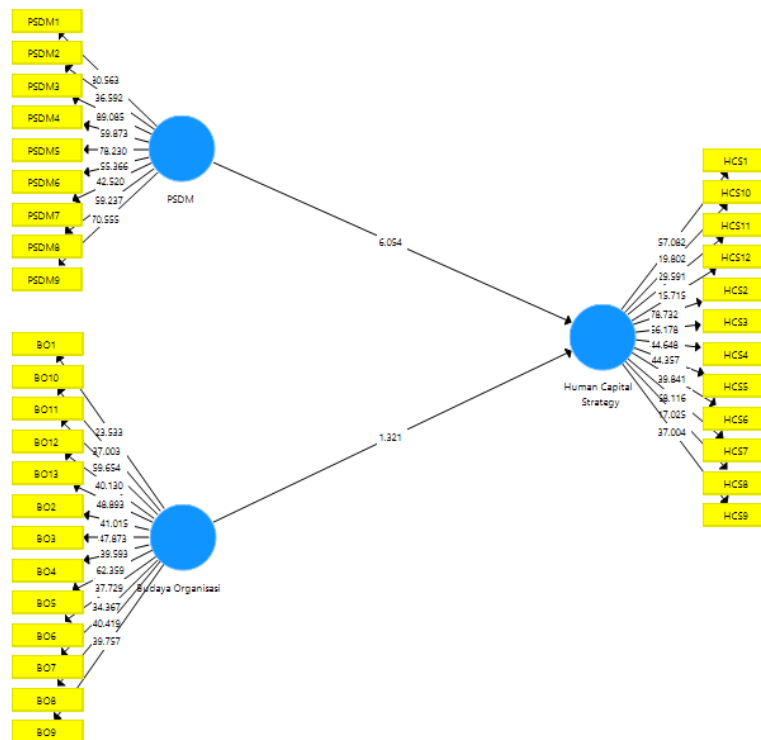 PSDM1
PSDM2
PSDM3
PSDM4
PSDM5
PSDM6
PSDM7
PSDM8
PSDM9
36.592
89.085
59.873
78.230
55.366
42.520
59.237
70.555
PSDM
6.054
BO1
BO10
BO11
BO12
BO13
BO2
BO3
BO4
BO5
BO6
BO7
BO8
BO9
23.533
37.003
59.654
40.130
48.893
41.015
47.873
39.593
62.359
37.729
34.367
40.419
39.757
Budaya Organisasi
1.321
Human Capital
Strategy
57.082
19.802
29.591
15.715
78.732
44.648
44.357
39.841
58.116
17.025
37.004
HCS1
HCS10
HCS11
HCS12
HCS2
HCS3
HCS4
HCS5
HCS6
HCS7
HCS8
HCS9